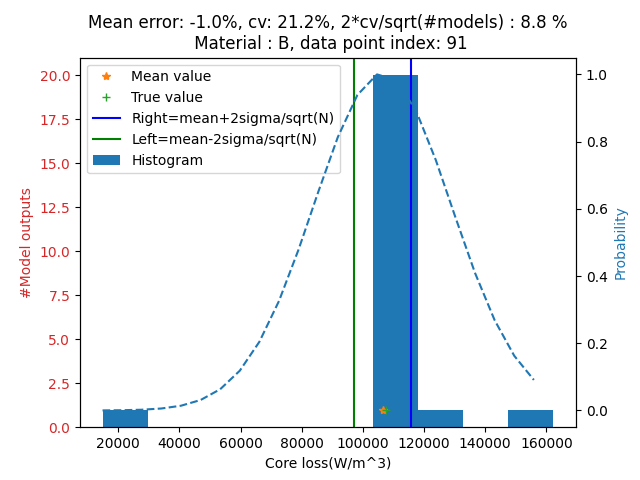 Mean error: -1.0%, cv: 21.2%, 2*cv/sqrt(#models) : 8.8 %
Material : B, data point index: 91
Mean value
True value
Right=mean+2sigma/sqrt(N)
Left=mean-2sigma/sqrt(N)
Histogram
#Model outputs
20.0
17.5
15.0
12.5
10.0
7.5
5.0
2.5
0.0
1.0
0.8
0.6
0.4
0.2
0.0
Probability
20000 40000 60000 80000 100000 120000 140000 160000
Core loss(W/m^3)